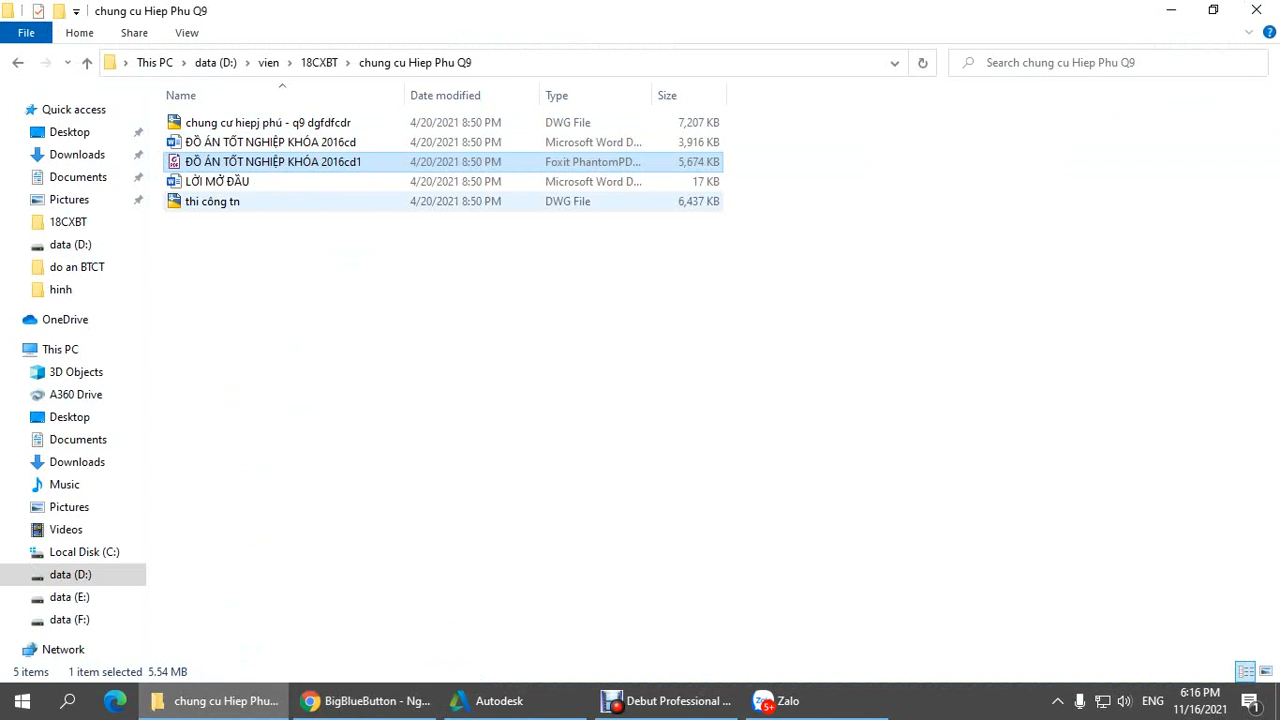 chung cu Hiep Phu Q9
File Home Share View
This PC data (D:) vien 18CXBT chung cu Hiep Phu Q9 Search chung cu Hiep Phu Q9
Name Date modified Type Size
chung cư hiepj phú - q9 dgfdfcdr 4/20/2021 8:50 PM DWG File 7,207 KB
ĐỒ ÁN TỐT NGHIỆP KHÓA 2016cd 4/20/2021 8:50 PM Microsoft Word D... 3,916 KB
ĐỒ ÁN TỐT NGHIỆP KHÓA 2016cd1 4/20/2021 8:50 PM Foxit PhantomPD... 5,674 KB
LỜI MỞ ĐẦU 4/20/2021 8:50 PM Microsoft Word D... 17 KB
thi công tn 4/20/2021 8:50 PM DWG File 6,437 KB
Quick access
Desktop
Downloads
Documents
Pictures
18CXBT
data (D:)
do an BTCT
hinh
OneDrive
This PC
3D Objects
A360 Drive
Desktop
Documents
Downloads
Music
Pictures
Videos
Local Disk (C:)
data (D:)
data (E:)
data (F:)
Network
5 items 1 item selected 5.54 MB
chung cu Hiep Phu... BigBlueButton - Ng... Autodesk Debut Professional ... 5+ Zalo ENG 6:16 PM
11/16/2021 1